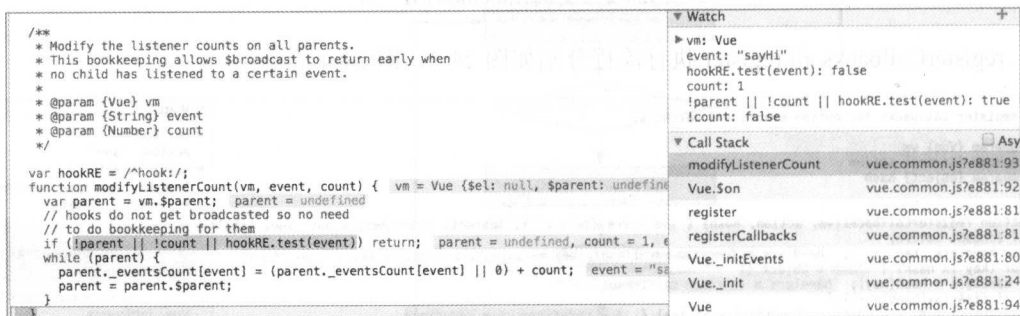 /**
* Modify the listener counts on all parents.
* This bookkeeping allows $broadcast to return early when
* no child has listened to a certain event.
*
* @param {Vue} vm
* @param {String} event
* @param {Number} count
*/
var hookRE = /^hook:/;
function modifyListenerCount(vm, event, count) { vm = Vue {$el: null, $parent: undefine
var parent = vm.$parent; parent = undefined
// hooks do not get broadcasted so no need
// to do bookkeeping for them
if (!parent || !count || hookRE.test(event)) return; parent = undefined, count = 1, e
while (parent) {
parent._eventsCount[event] = (parent._eventsCount[event] || 0) + count; event = "sa
parent = parent.$parent;
}
}
▼ Watch +
▶ vm: Vue
event: "sayHi"
hookRE.test(event): false
count: 1
!parent || !count || hookRE.test(event): true
!count: false
▼ Call Stack Asy
modifyListenerCount vue.common.js?e881:93
Vue.$on vue.common.js?e881:92
register vue.common.js?e881:81
registerCallbacks vue.common.js?e881:81
Vue._initEvents vue.common.js?e881:80
Vue._init vue.common.js?e881:24
Vue vue.common.js?e881:94